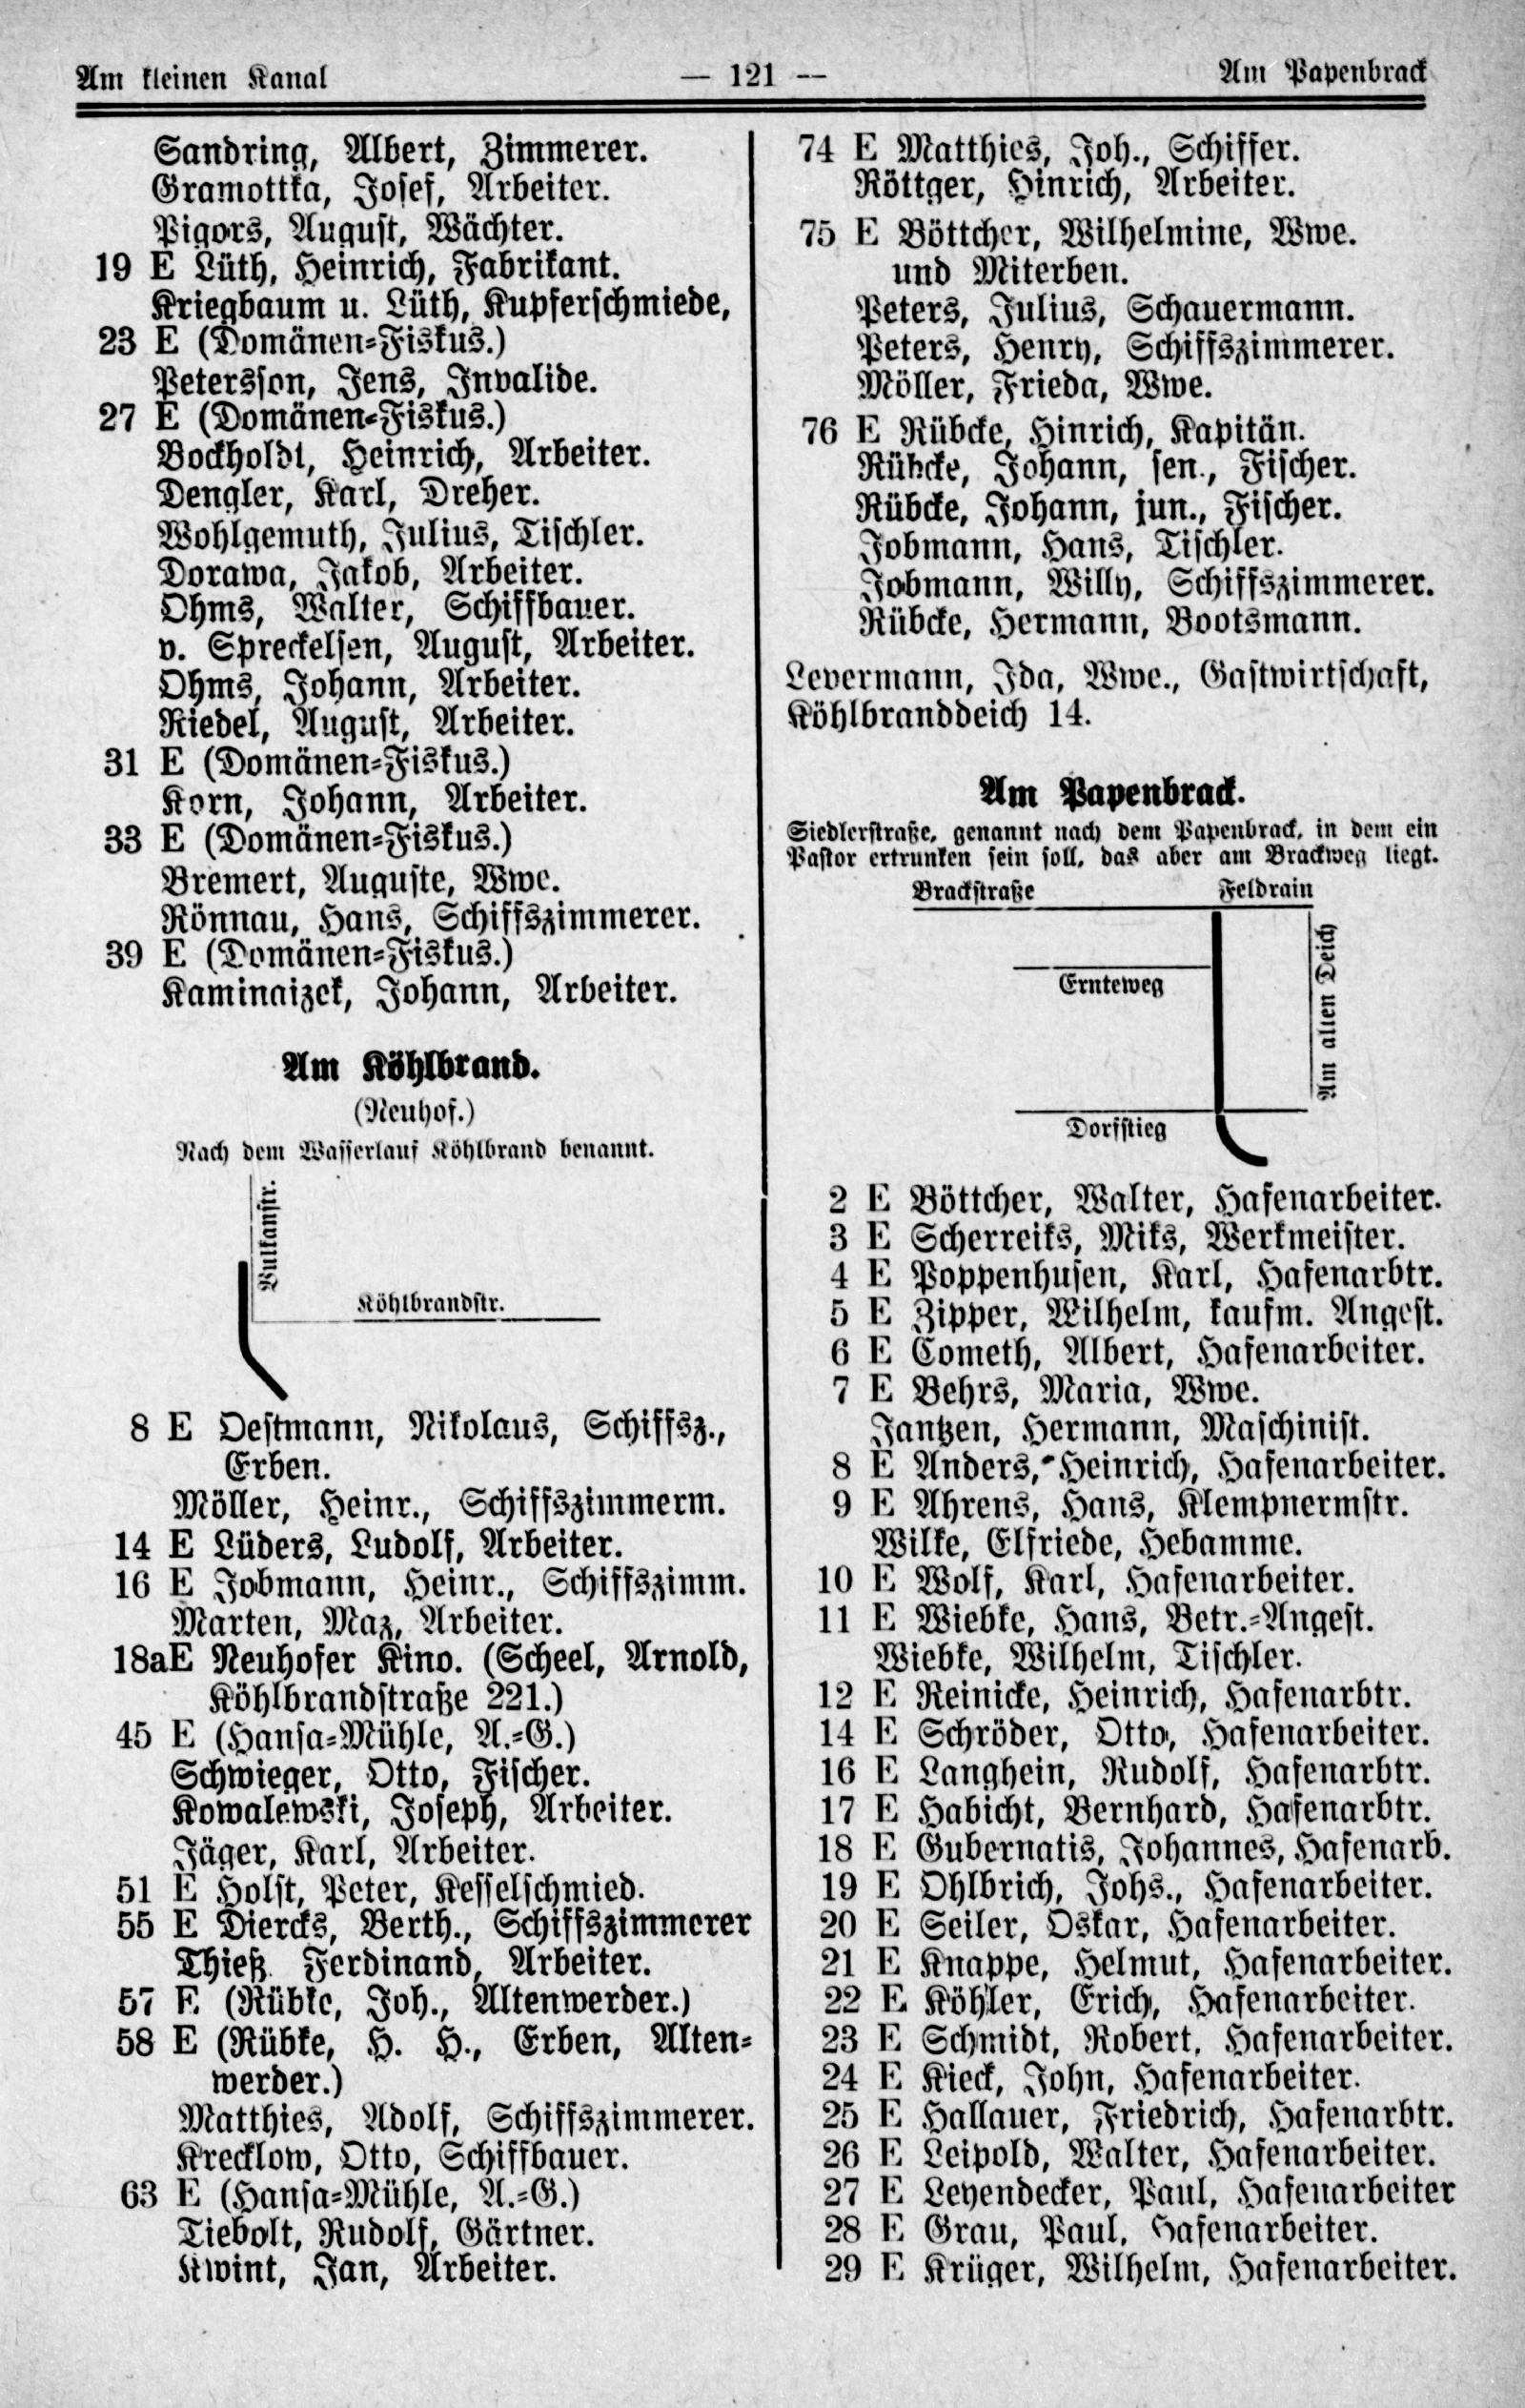 Am kleinen Kanal — 121 — Am Papenbrack
Sandring, Albert, Zimmerer.
Gramottka, Josef, Arbeiter.
Pigors, August, Wächter.
19 E Lüth, Heinrich, Fabrikant.
Kriegbaum u. Lüth, Kupferschmiede,
23 E (Domänen-Fiskus.)
Petersson, Jens, Invalide.
27 E (Domänen-Fiskus.)
Bockholdt, Heinrich, Arbeiter.
Dengler, Karl, Dreher.
Wohlgemuth, Julius, Tischler.
Dorawa, Jakob, Arbeiter.
Ohms, Walter, Schiffbauer.
v. Spreckelsen, August, Arbeiter.
Ohms, Johann, Arbeiter.
Riedel, August, Arbeiter.
31 E (Domänen-Fiskus.)
Korn, Johann, Arbeiter.
33 E (Domänen-Fiskus.)
Bremert, Auguste, Wwe.
Rönnau, Hans, Schiffszimmerer.
39 E (Domänen-Fiskus.)
Kaminaizek, Johann, Arbeiter.
Am Köhlbrand.
(Neuhof.)
Nach dem Wasserlauf Köhlbrand benannt.
Vulkanstr.
Köhlbrandstr.
8 E Oestmann, Nikolaus, Schiffsz.,
Erben.
Möller, Heinr., Schiffszimmerm.
14 E Lüders, Ludolf, Arbeiter.
16 E Jobmann, Heinr., Schiffszimm.
Marten, Maz, Arbeiter.
18aE Neuhofer Kino. (Scheel, Arnold,
Köhlbrandstraße 221.)
45 E (Hansa-Mühle, A.-G.)
Schwieger, Otto, Fischer.
Kowalewski, Joseph, Arbeiter.
Jäger, Karl, Arbeiter.
51 E Holst, Peter, Kesselschmied.
55 E Diercks, Berth., Schiffszimmerer
Thieß Ferdinand, Arbeiter.
57 E (Rübke, Joh., Altenwerder.)
58 E (Rübke, H. H., Erben, Alten-
werder.)
Matthies, Adolf, Schiffszimmerer.
Krecklow, Otto, Schiffbauer.
63 E (Hansa-Mühle, A.-G.)
Tiebolt, Rudolf, Gärtner.
Kwint, Jan, Arbeiter.
74 E Matthies, Joh., Schiffer.
Röttger, Hinrich, Arbeiter.
75 E Böttcher, Wilhelmine, Wwe.
und Miterben.
Peters, Julius, Schauermann.
Peters, Henry, Schiffszimmerer.
Möller, Frieda, Wwe.
76 E Rübcke, Hinrich, Kapitän.
Rübcke, Johann, sen., Fischer.
Rübcke, Johann, jun., Fischer.
Jobmann, Hans, Tischler.
Jobmann, Willy, Schiffszimmerer.
Rübcke, Hermann, Bootsmann.
Levermann, Ida, Wwe., Gastwirtschaft,
Köhlbranddeich 14.
Am Papenbrack.
Siedlerstraße, genannt nach dem Papenbrack, in dem ein
Pastor ertrunken sein soll, das aber am Brackweg liegt.
Brackstraße Feldrain
Ernteweg
Am alten Deich
Dorfstieg
2 E Böttcher, Walter, Hafenarbeiter.
3 E Scherreiks, Miks, Werkmeister.
4 E Poppenhusen, Karl, Hafenarbtr.
5 E Zipper, Wilhelm, kaufm. Angest.
6 E Cometh, Albert, Hafenarbeiter.
7 E Behrs, Maria, Wwe.
Jantzen, Hermann, Maschinist.
8 E Anders, Heinrich, Hafenarbeiter.
9 E Ahrens, Hans, Klempnermstr.
Wilke, Elfriede, Hebamme.
10 E Wolf, Karl, Hafenarbeiter.
11 E Wiebke, Hans, Betr.-Angest.
Wiebke, Wilhelm, Tischler.
12 E Reinicke, Heinrich, Hafenarbtr.
14 E Schröder, Otto, Hafenarbeiter.
16 E Langhein, Rudolf, Hafenarbtr.
17 E Habicht, Bernhard, Hafenarbtr.
18 E Gubernatis, Johannes, Hafenarb.
19 E Ohlbrich, Johs., Hafenarbeiter.
20 E Seiler, Oskar, Hafenarbeiter.
21 E Knappe, Helmut, Hafenarbeiter.
22 E Köhler, Erich, Hafenarbeiter.
23 E Schmidt, Robert, Hafenarbeiter.
24 E Kieck, John, Hafenarbeiter.
25 E Hallauer, Friedrich, Hafenarbtr.
26 E Leipold, Walter, Hafenarbeiter.
27 E Leyendecker, Paul, Hafenarbeiter
28 E Grau, Paul, Hafenarbeiter.
29 E Krüger, Wilhelm, Hafenarbeiter.